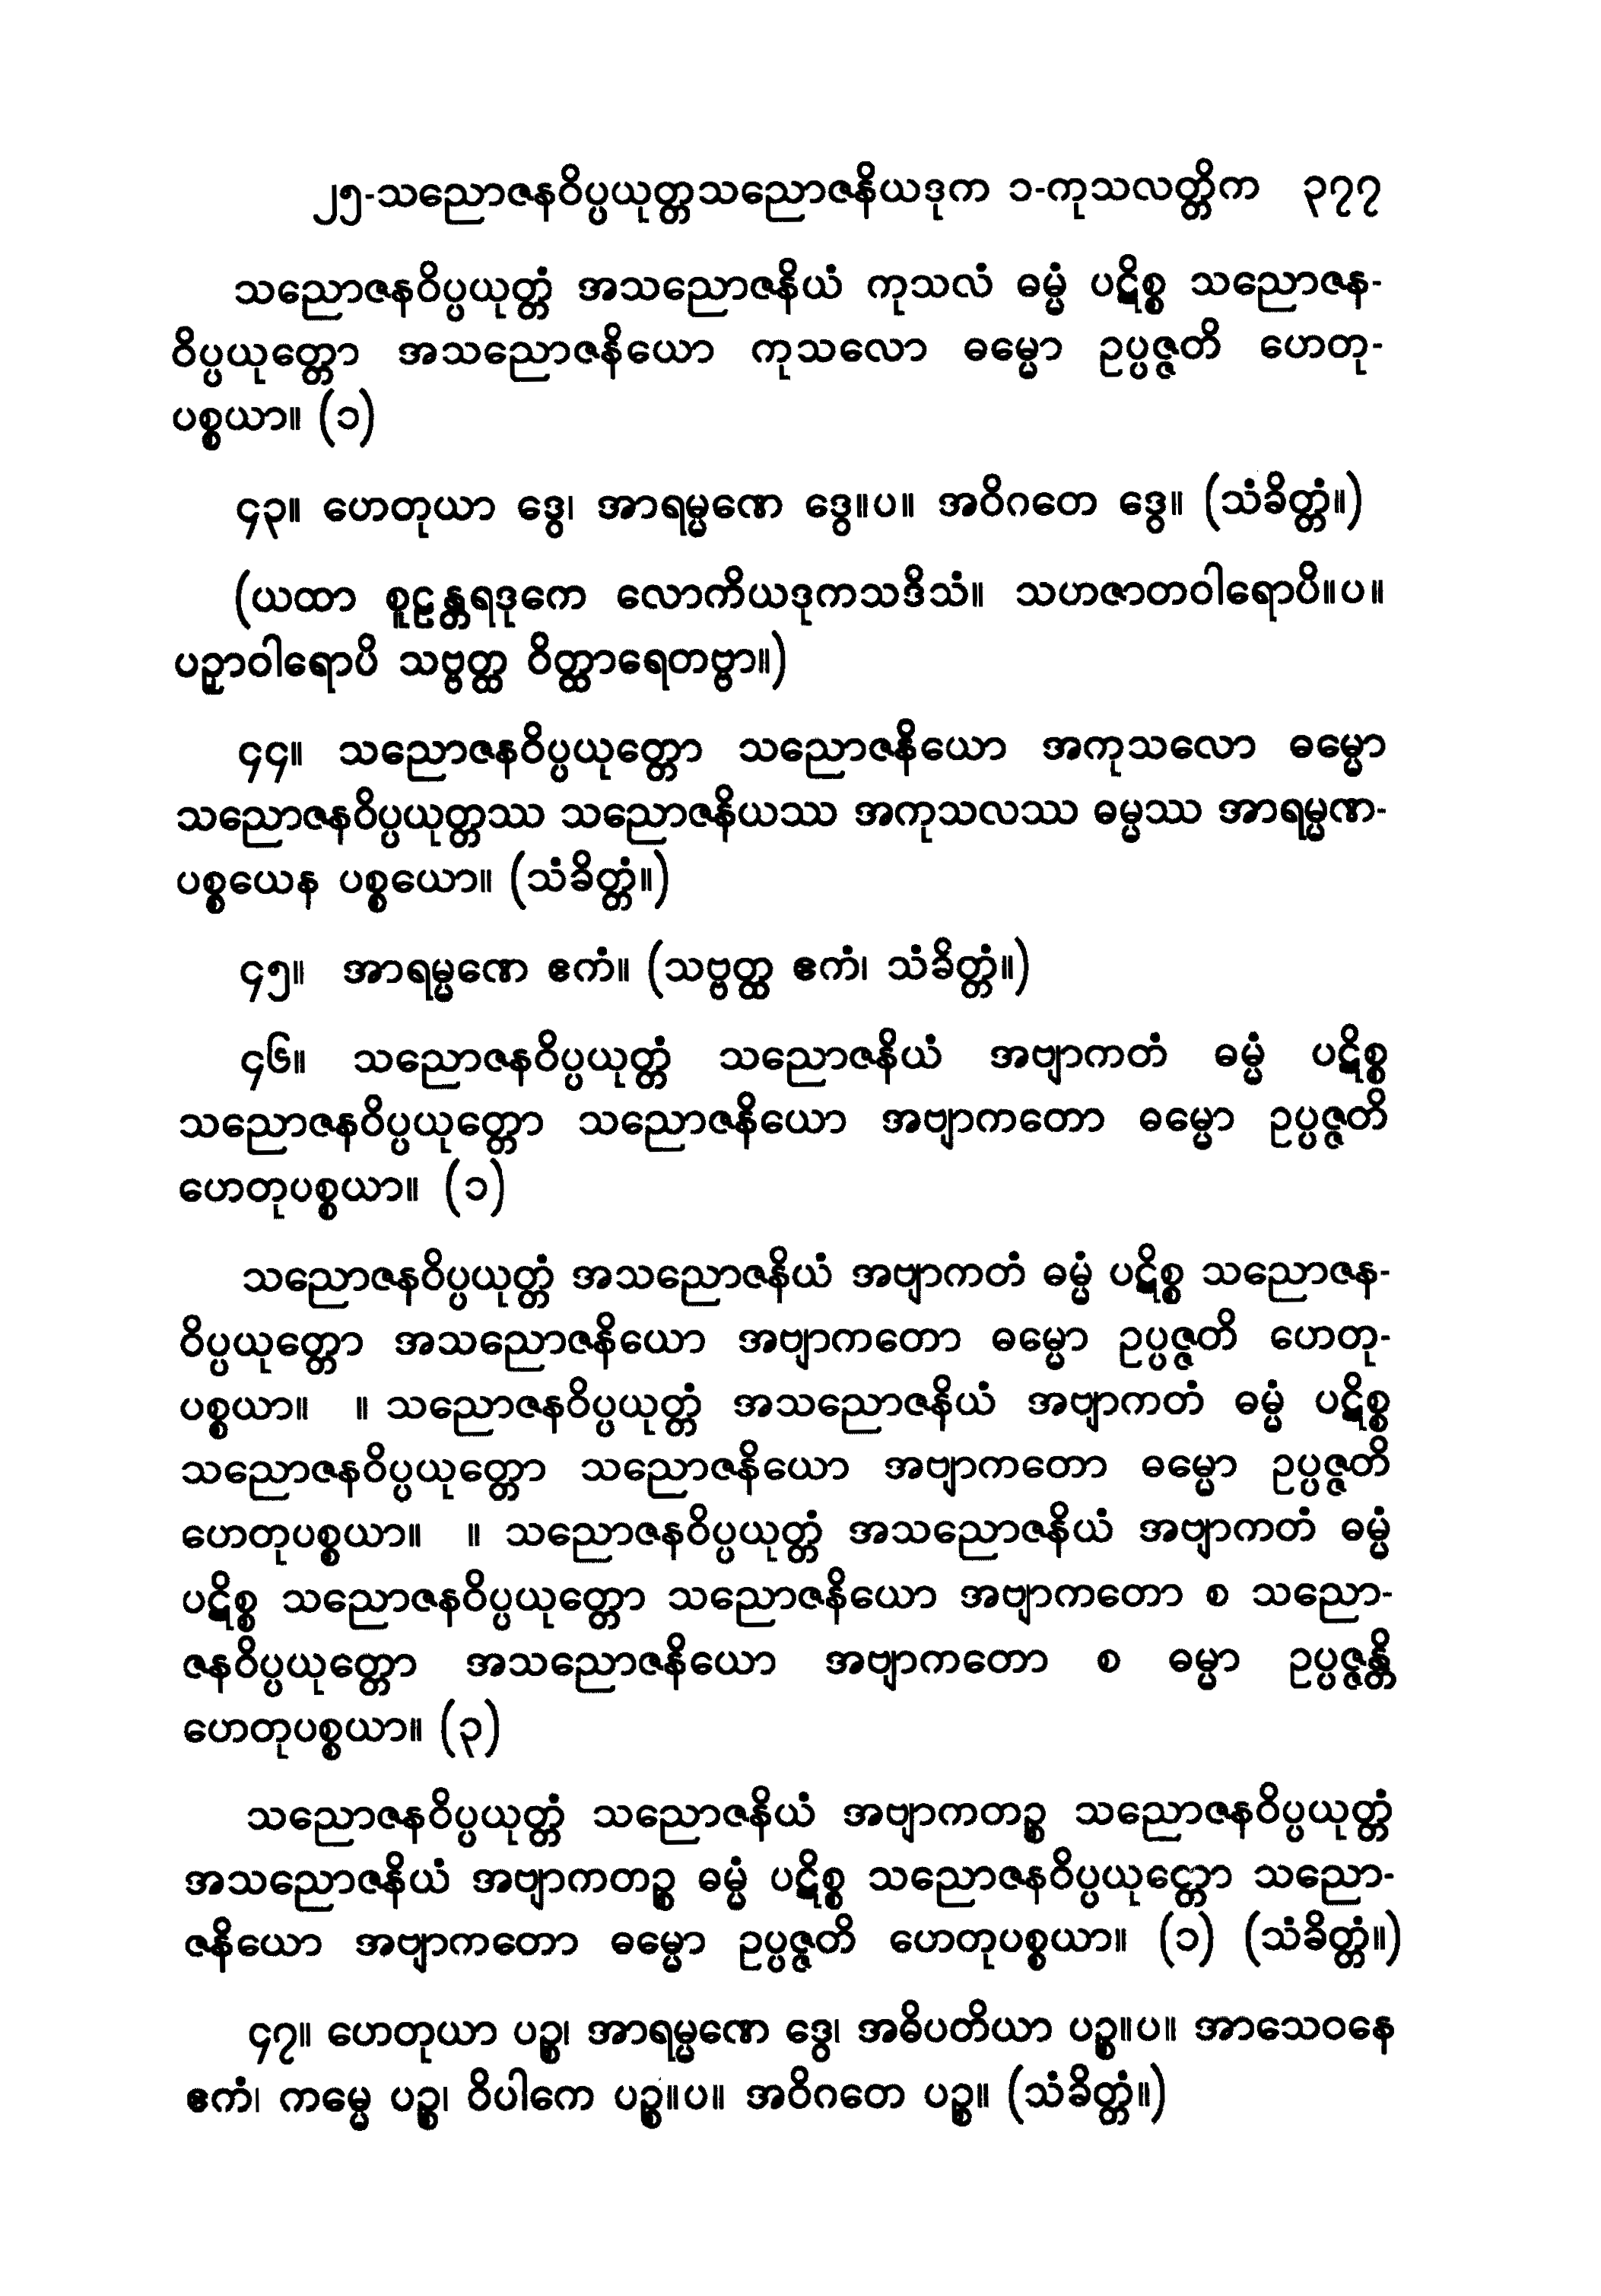 ၂၅-သညောဇနဝိပ္ပယုတ္တသညောဇနိယဒုက ၁-ကုသလတ္တိက ၃၇၇
သညောဇနဝိပ္ပယုတ္တံ အသညောဇနိယံ ကုသလံ ဓမ္မံ ပဋိစ္စ သညောဇန-
ဝိပ္ပယုတ္တော အသညောဇနိယော ကုသလော ဓမ္မော ဥပ္ပဇ္ဇတိ ဟေတု-
ပစ္စယာ။ (၁)
၄၃။ ဟေတုယာ ဒွေ၊ အာရမ္မဏေ ဒွေ။ပ။ အဝိဂတေ ဒွေ။ (သံခိတ္တံ။)
(ယထာ စူဠန္တရဒုကေ လောကိယဒုကသဒိသံ။ သဟဇာတဝါရောပိ။ပ။
ပဉှာဝါရောပိ သဗ္ဗတ္ထ ဝိတ္ထာရေတဗ္ဗာ။)
၄၄။ သညောဇနဝိပ္ပယုတ္တော သညောဇနိယော အကုသလော ဓမ္မော
သညောဇနဝိပ္ပယုတ္တဿ သညောဇနိယဿ အကုသလဿ ဓမ္မဿ အာရမ္မဏ-
ပစ္စယေန ပစ္စယော။ (သံခိတ္တံ။)
၄၅။ အာရမ္မဏေ ဧကံ။ (သဗ္ဗတ္ထ ဧကံ၊ သံခိတ္တံ။)
၄၆။ သညောဇနဝိပ္ပယုတ္တံ သညောဇနိယံ အဗျာကတံ ဓမ္မံ ပဋိစ္စ
သညောဇနဝိပ္ပယုတ္တော သညောဇနိယော အဗျာကတော ဓမ္မော ဥပ္ပဇ္ဇတိ
ဟေတုပစ္စယာ။ (၁)
သညောဇနဝိပ္ပယုတ္တံ အသညောဇနိယံ အဗျာကတံ ဓမ္မံ ပဋိစ္စ သညောဇန-
ဝိပ္ပယုတ္တော အသညောဇနိယော အဗျာကတော ဓမ္မော ဥပ္ပဇ္ဇတိ ဟေတု-
ပစ္စယာ။ ။ သညောဇနဝိပ္ပယုတ္တံ အသညောဇနိယံ အဗျာကတံ ဓမ္မံ ပဋိစ္စ
သညောဇနဝိပ္ပယုတ္တော သညောဇနိယော အဗျာကတော ဓမ္မော ဥပ္ပဇ္ဇတိ
ဟေတုပစ္စယာ။ ။ သညောဇနဝိပ္ပယုတ္တံ အသညောဇနိယံ အဗျာကတံ ဓမ္မံ
ပဋိစ္စ သညောဇနဝိပ္ပယုတ္တော သညောဇနိယော အဗျာကတော စ သညော-
ဇနဝိပ္ပယုတ္တော အသညောဇနိယော အဗျာကတော စ ဓမ္မာ ဥပ္ပဇ္ဇန္တိ
ဟေတုပစ္စယာ။ (၃)
သညောဇနဝိပ္ပယုတ္တံ သညောဇနိယံ အဗျာကတဉ္စ သညောဇနဝိပ္ပယုတ္တံ
အသညောဇနိယံ အဗျာကတဉ္စ ဓမ္မံ ပဋိစ္စ သညောဇနဝိပ္ပယုတ္တော သညော-
ဇနိယော အဗျာကတော ဓမ္မော ဥပ္ပဇ္ဇတိ ဟေတုပစ္စယာ။ (၁) (သံခိတ္တံ။)
၄၇။ ဟေတုယာ ပဉ္စ၊ အာရမ္မဏေ ဒွေ၊ အဓိပတိယာ ပဉ္စ။ပ။ အာသေဝနေ
ဧကံ၊ ကမ္မေ ပဉ္စ၊ ဝိပါကေ ပဉ္စ။ပ။ အဝိဂတေ ပဉ္စ။ (သံခိတ္တံ။)